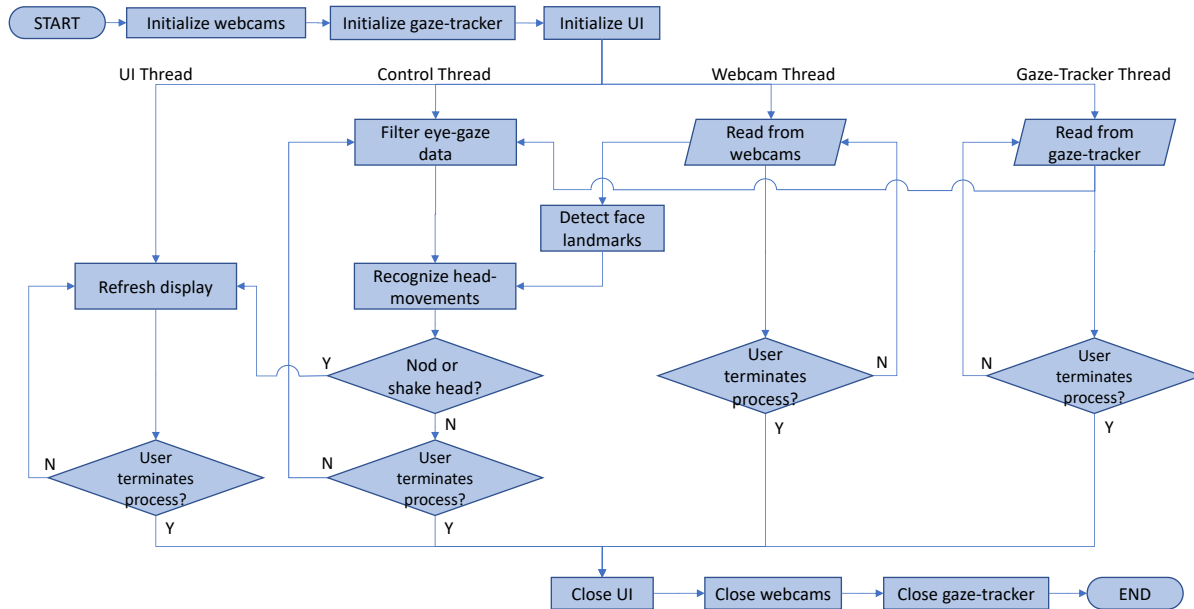 START
Initialize webcams
Initialize gaze-tracker
Initialize UI
UI Thread
Control Thread
Webcam Thread
Gaze-Tracker Thread
Filter eye-gaze
data
Read from
webcams
Read from
gaze-tracker
Detect face
landmarks
Refresh display
Recognize head-
movements
Y
Nod or
shake head?
N
User
terminates
process?
N
Y
N
User
terminates
process?
Y
N
User
terminates
process?
Y
N
User
terminates
process?
Y
Close UI
Close webcams
Close gaze-tracker
END